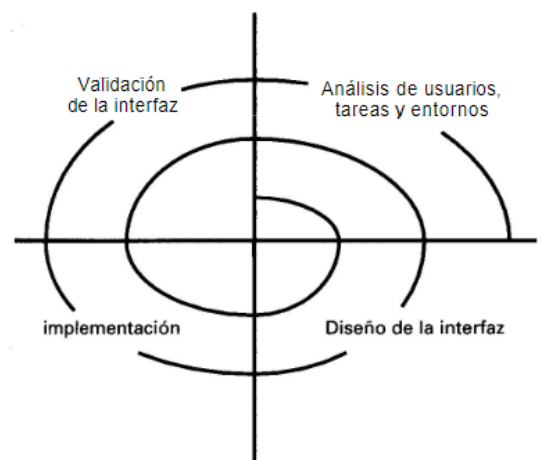 Validación
de la interfaz
Análisis de usuarios,
tareas y entornos
implementación
Diseño de la interfaz